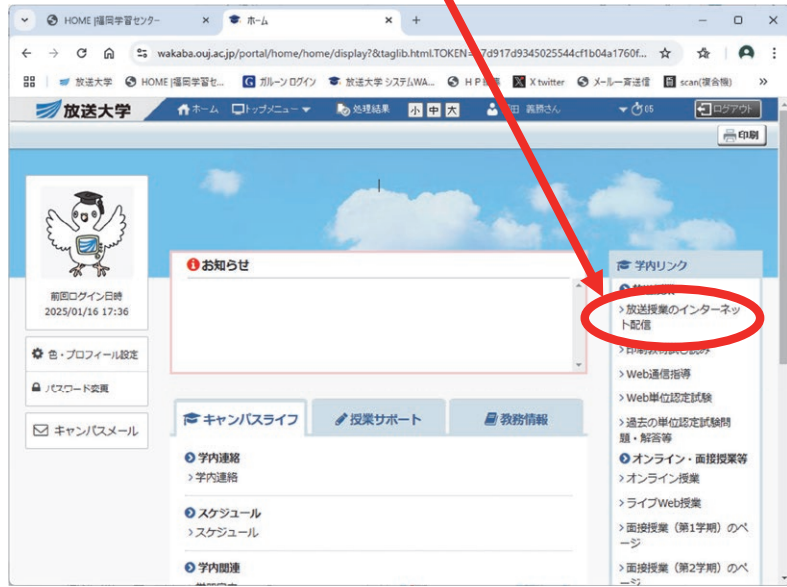 HOME |福岡学習センター
ホーム
wakaba.ouj.ac.jp/portal/home/home/display?&taglib.html.TOKEN=
7d917d9345025544cf1b04a1760f...
放送大学
HOME |福岡学習セ...
ガルーン ログイン
放送大学 システムWA...
X twitter
メール一斉送信
scan(複合機)
放送大学
ホーム
トップメニュー
処理結果
小 中 大
義勝さん
05
ログアウト
印刷
前回ログイン日時
2025/01/16 17:36
色・プロフィール設定
パスワード変更
キャンパスメール
お知らせ
キャンパスライフ
授業サポート
教務情報
学内連絡
学内連絡
スケジュール
スケジュール
学内関連
学内リンク
放送授業のインターネッ
ト配信
Web通信指導
Web単位認定試験
過去の単位認定試験問
題・解答等
オンライン・面接授業等
オンライン授業
ライブWeb授業
面接授業（第1学期）のペ
ージ
面接授業（第2学期）のペ
ージ